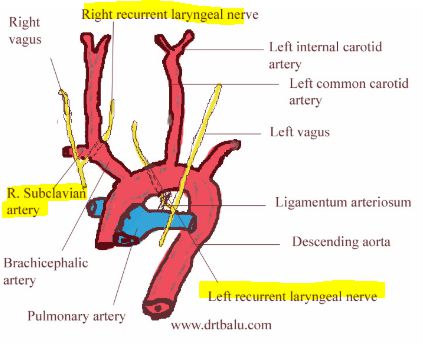 Right recurrent laryngeal nerve
Right
vagus
Left internal carotid
artery
Left common carotid
artery
Left vagus
R. Subclavian
artery
Ligamentum arteriosum
Descending aorta
Brachicephalic
artery
Left recurrent laryngeal nerve
Pulmonary artery
www.drtbalu.com